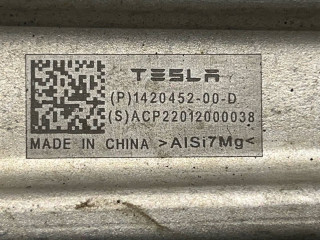 TESLA
(P)1420452-00-D
(S)ACP22012000038
MADE IN CHINA >AlSi7Mg<